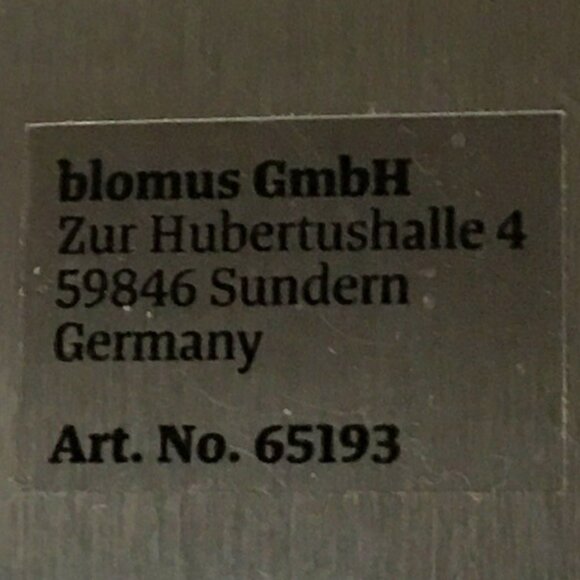 blomus GmbH
Zur Hubertushalle 4
59846 Sundern
Germany
Art. No. 65193